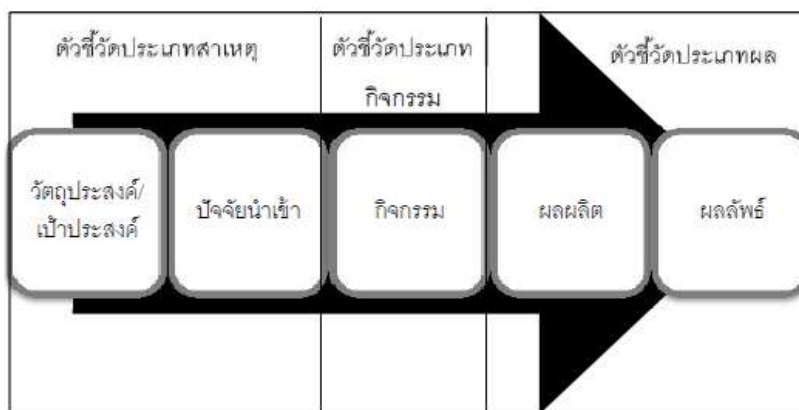 ตัวชี้วัดประเภทสาเหตุ
ตัวชี้วัดประเภท
กิจกรรม
ตัวชี้วัดประเภทผล
วัตถุประสงค์/
เป้าประสงค์
ปัจจัยนำเข้า
กิจกรรม
ผลผลิต
ผลลัพธ์